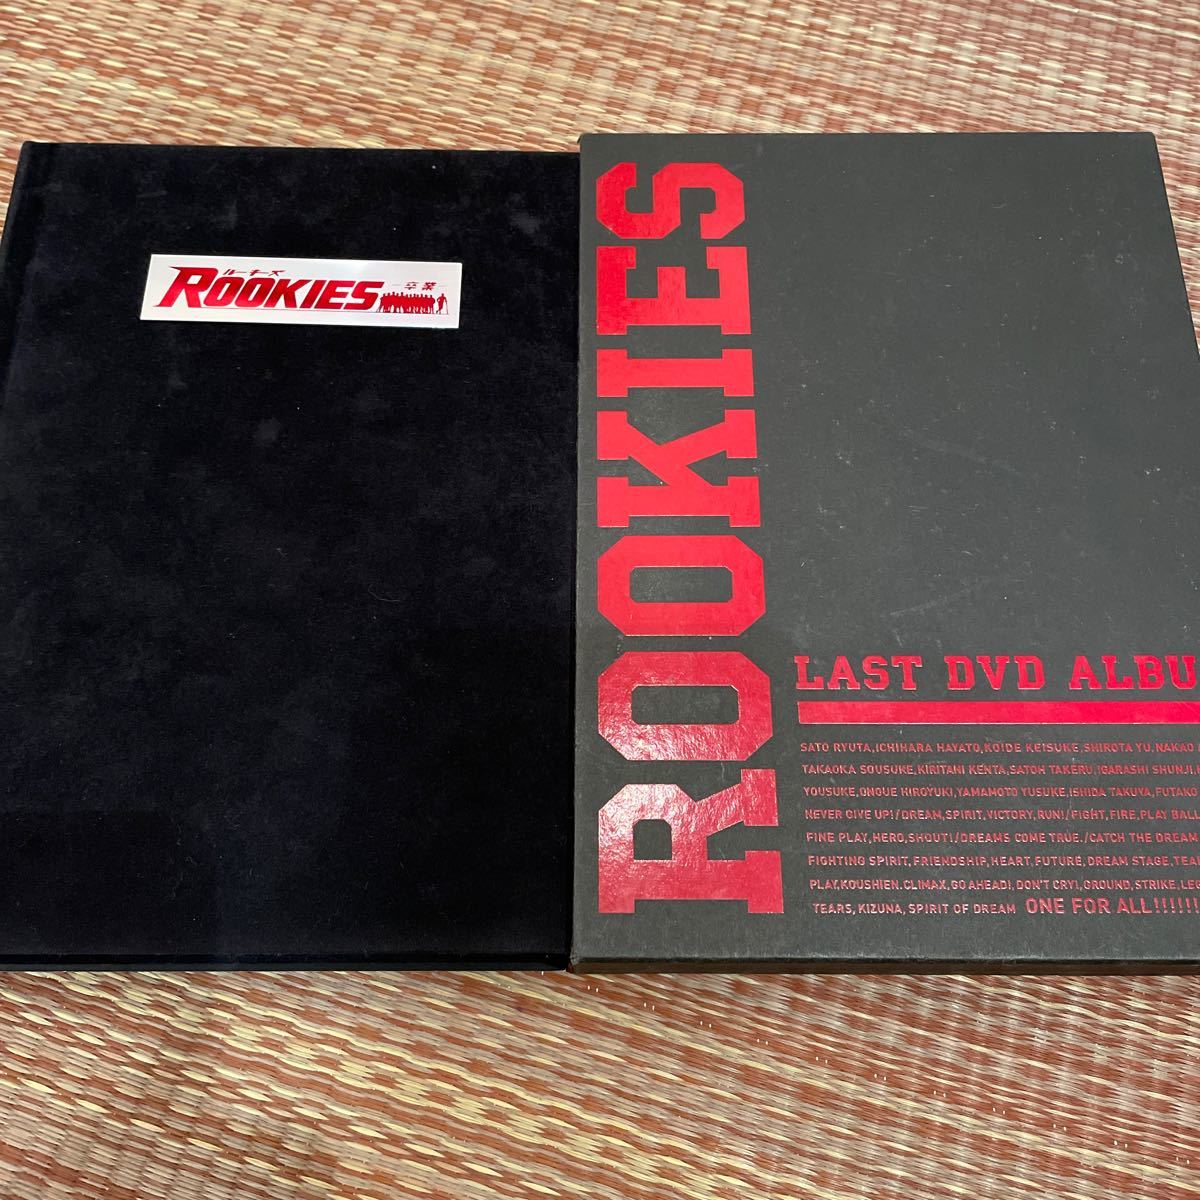 ルーキーズ
ROOKIES
-卒業-
ROOKIES
LAST DVD ALBU
SATO RYUTA,ICHIHARA HAYATO,KOIDE KEISUKE,SHIROTA YU,NAKAO
TAKAOKA SOUSUKE,KIRITANI KENTA,SATOH TAKERU,IGARASHI SHUNJI,
YOUSUKE,ONOUE HIROYUKI,YAMAMOTO YUSUKE,ISHIDA TAKUYA,FUTAKO
NEVER GIVE UP!/DREAM,SPIRIT,VICTORY,RUN!/FIGHT,FIRE,PLAY BALL
FINE PLAY,HERO,SHOUT!/DREAMS COME TRUE./CATCH THE DREAM
FIGHTING SPIRIT,FRIENDSHIP,HEART,FUTURE,DREAM STAGE,TEA
PLAY,KOUSHIEN.CLIMAX,GO AHEAD!,DON'T CRY!,GROUND,STRIKE,LEG
TEARS,KIZUNA,SPIRIT OF DREAM ONE FOR ALL!!!!!!!